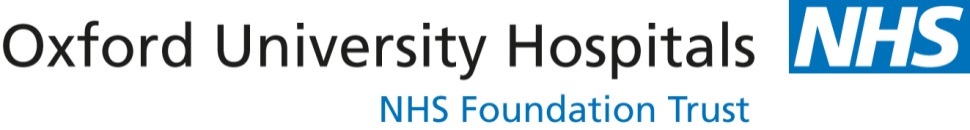 Oxford University Hospitals NHS
NHS Foundation Trust